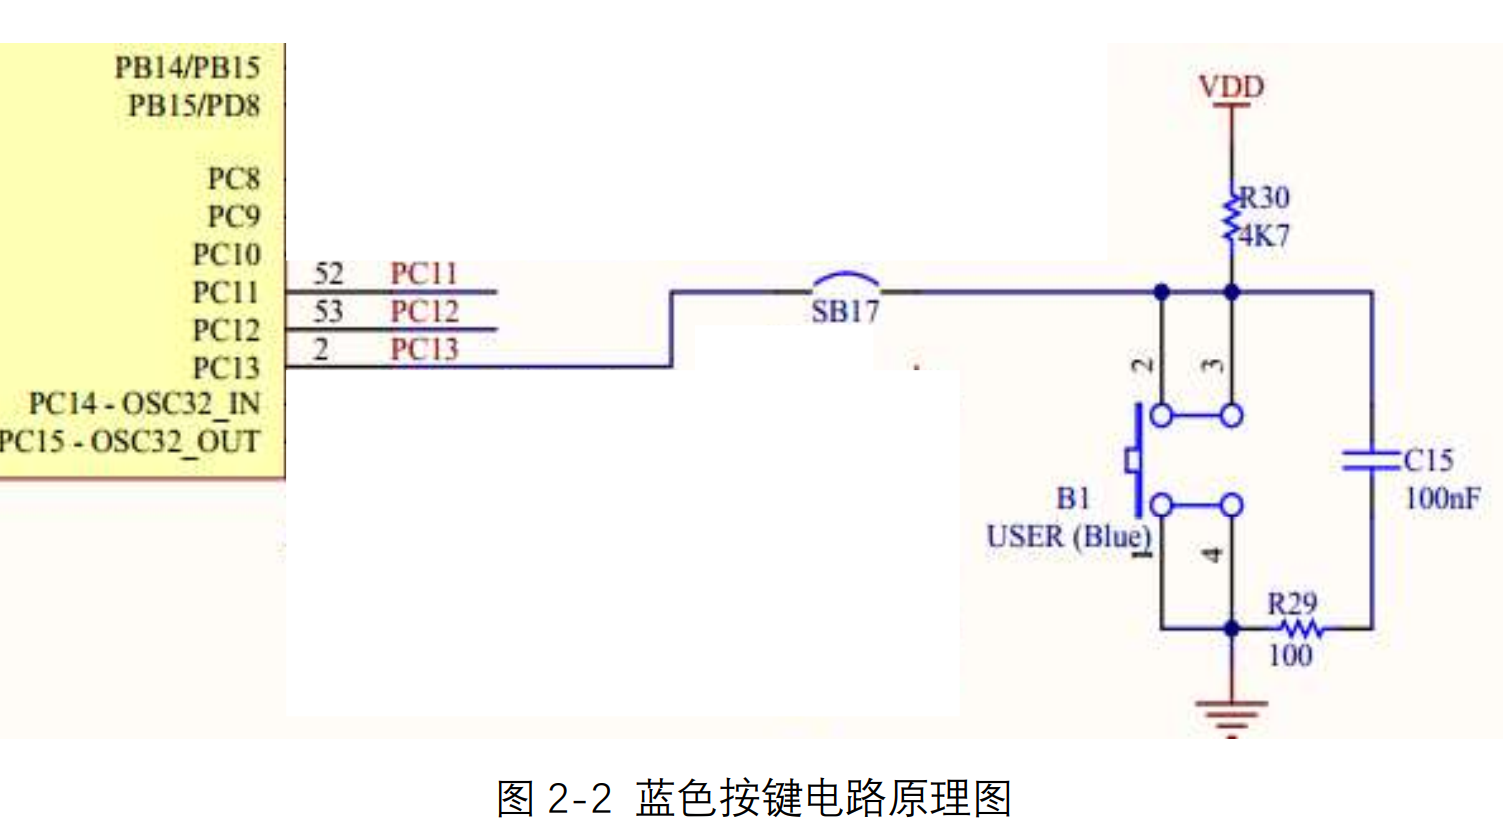 PB14/PB15
PB15/PD8
PC8
PC9
PC10
PC11
PC12
PC13
PC14 - OSC32_IN
PC15 - OSC32_OUT
52 PC11
53 PC12
2 PC13
SB17
VDD
R30
4K7
2
3
B1
USER (Blue)
1
4
C15
100nF
R29
100
图 2-2 蓝色按键电路原理图